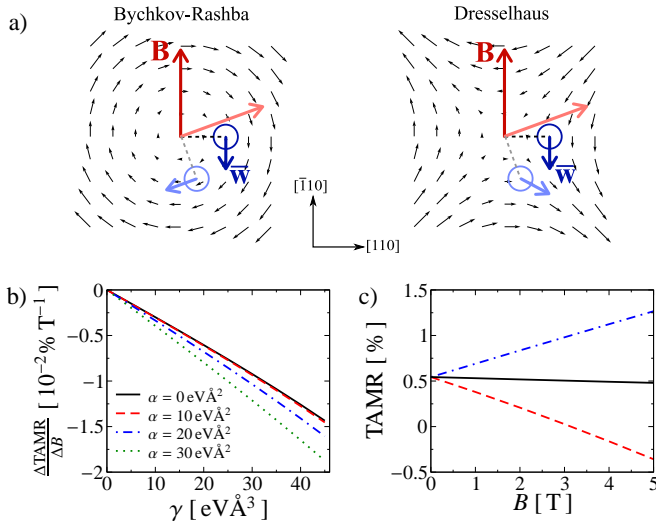 a)
Bychkov-Rashba
Dresselhaus
B
B
w̅
w̅
[1̅10]
[110]
b)
c)
0
−0.5
−1
−1.5
−2
ΔTAMR
ΔB
[ 10⁻²% T⁻¹ ]
α = 0 eVÅ²
α = 10 eVÅ²
α = 20 eVÅ²
α = 30 eVÅ²
0 10 20 30 40
γ [ eVÅ³ ]
1.5
1
0.5
0
-0.5
TAMR [ % ]
0 1 2 3 4 5
B [ T ]